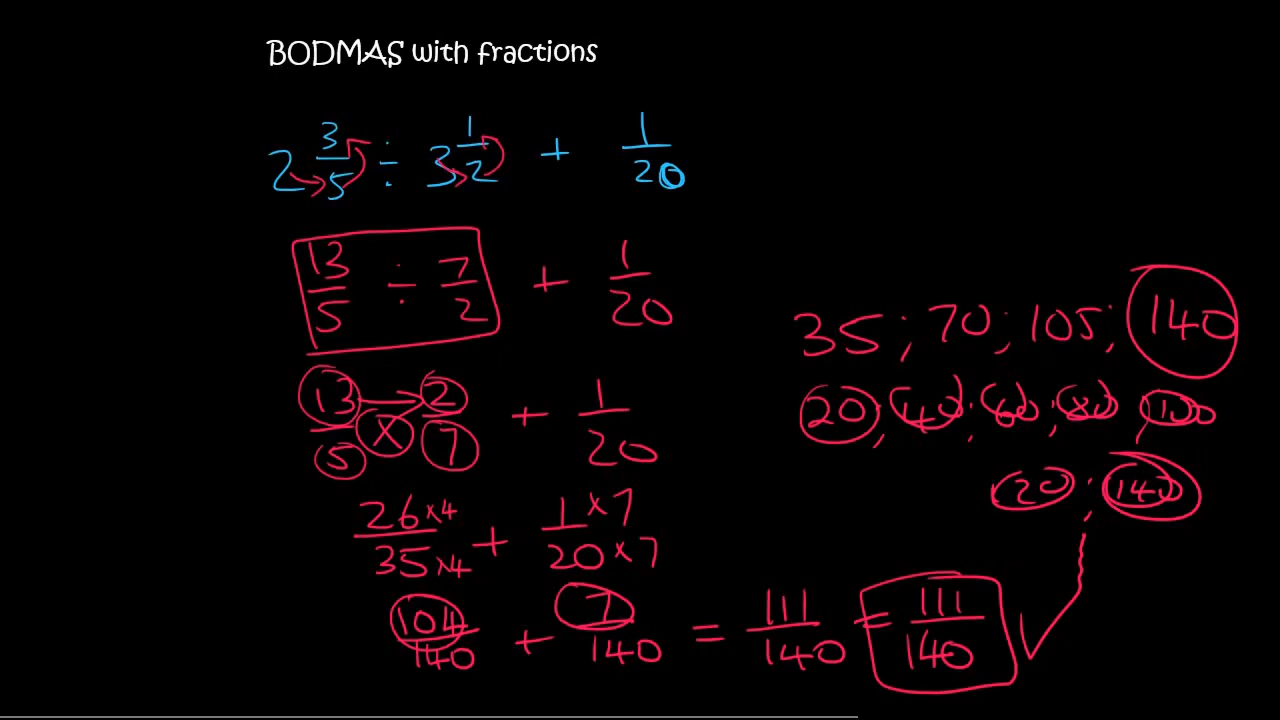 BODMAS with fractions
2 3/5 ÷ 3 1/2 + 1/20
13/5 ÷ 7/2 + 1/20
13/5 × 2/7 + 1/20
26×4/35×4 + 1×7/20×7
104/140 + 7/140 = 111/140 = 111/140
35; 70; 105; 140
20; 40; 60; 80; 100
120; 140